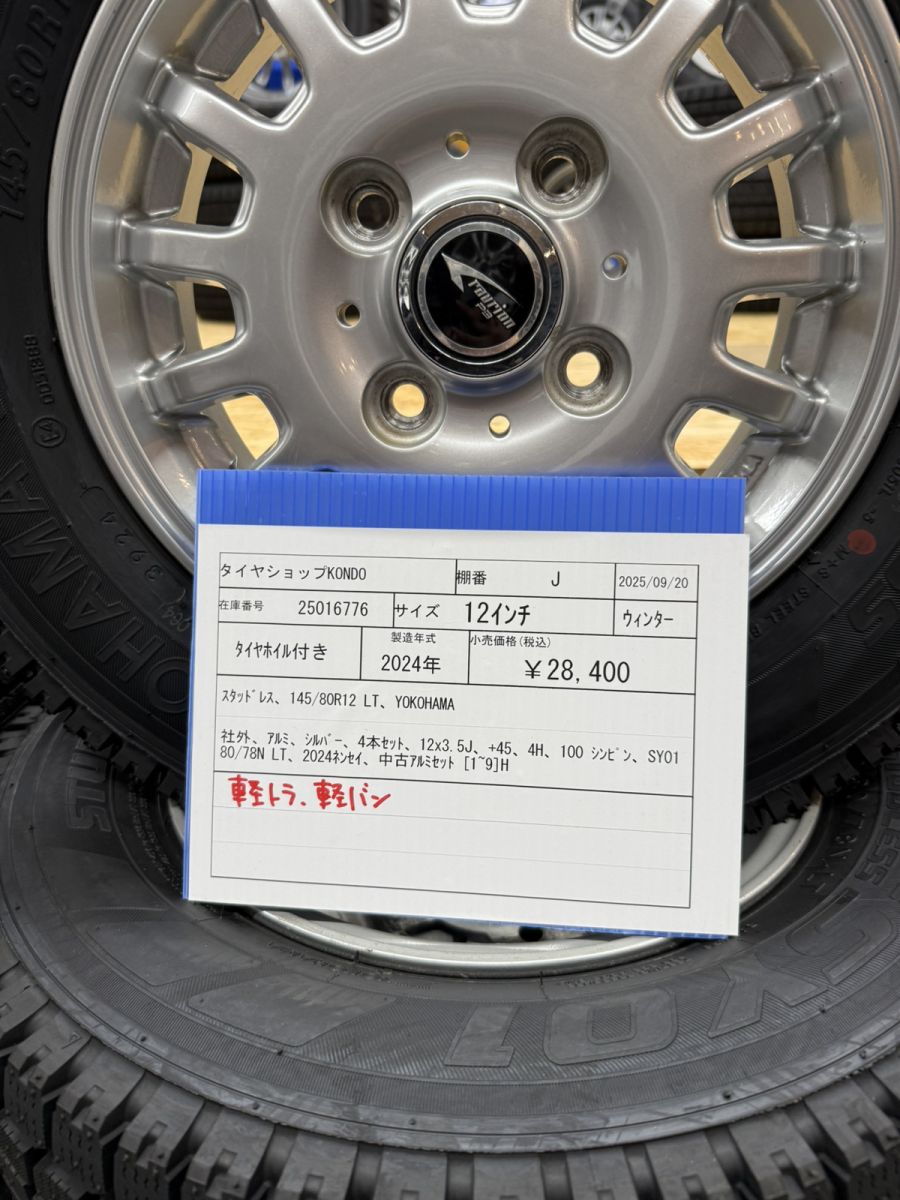 145/80R1
YOKOHAMA
3924
M+S STEEL B
Tourion
P3
タイヤショップKONDO 棚番 J 2025/09/20
在庫番号 25016776 サイズ 12インチ ウィンター
タイヤホイル付き 製造年式 2024年 小売価格(税込) ¥28,400
スタッドレス、145/80R12 LT、YOKOHAMA
社外、アルミ、シルバー、4本セット、12x3.5J、+45、4H、100 シンピン、SY01
80/78N LT、2024ネンセイ、中古アルミセット [1~9]H
軽トラ、軽バン
SY01